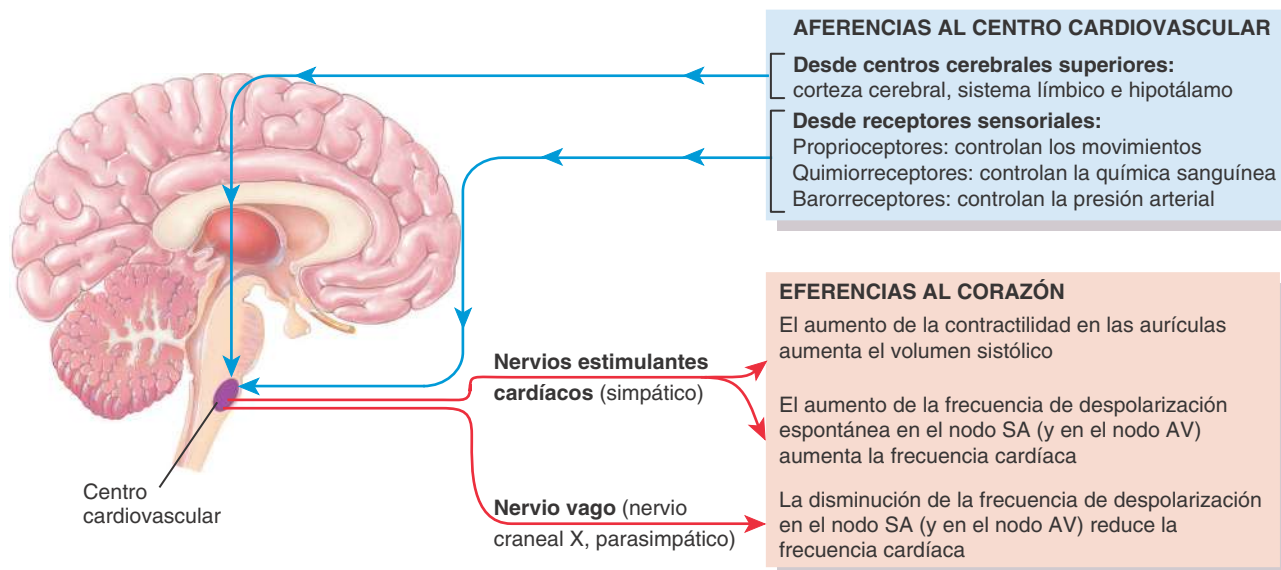 AFERENCIAS AL CENTRO CARDIOVASCULAR
Desde centros cerebrales superiores:
corteza cerebral, sistema límbico e hipotálamo
Desde receptores sensoriales:
Proprioceptores: controlan los movimientos
Quimiorreceptores: controlan la química sanguínea
Barorreceptores: controlan la presión arterial
EFERENCIAS AL CORAZÓN
El aumento de la contractilidad en las aurículas
aumenta el volumen sistólico
El aumento de la frecuencia de despolarización
espontánea en el nodo SA (y en el nodo AV)
aumenta la frecuencia cardíaca
La disminución de la frecuencia de despolarización
en el nodo SA (y en el nodo AV) reduce la
frecuencia cardíaca
Nervios estimulantes
cardíacos (simpático)
Nervio vago (nervio
craneal X, parasimpático)
Centro
cardiovascular